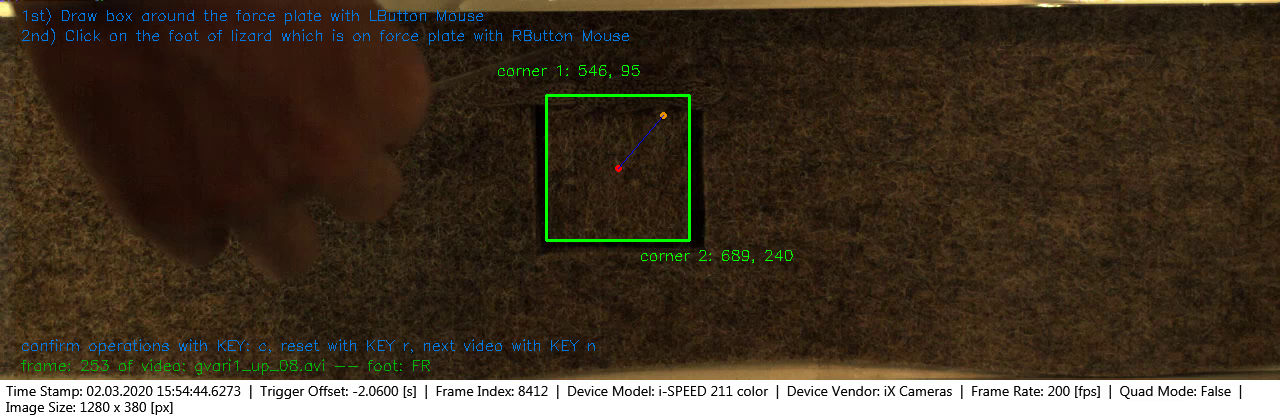 1st) Draw box around the force plate with LButton Mouse
2nd) Click on the foot of lizard which is on force plate with RButton Mouse
corner 1: 546, 95
corner 2: 689, 240
confirm operations with KEY: c, reset with KEY r, next video with KEY n
frame: 253 of video: gvari1_up_08.avi -- foot: FR
Time Stamp: 02.03.2020 15:54:44.6273 | Trigger Offset: -2.0600 [s] | Frame Index: 8412 | Device Model: i-SPEED 211 color | Device Vendor: iX Cameras | Frame Rate: 200 [fps] | Quad Mode: False |
Image Size: 1280 x 380 [px]